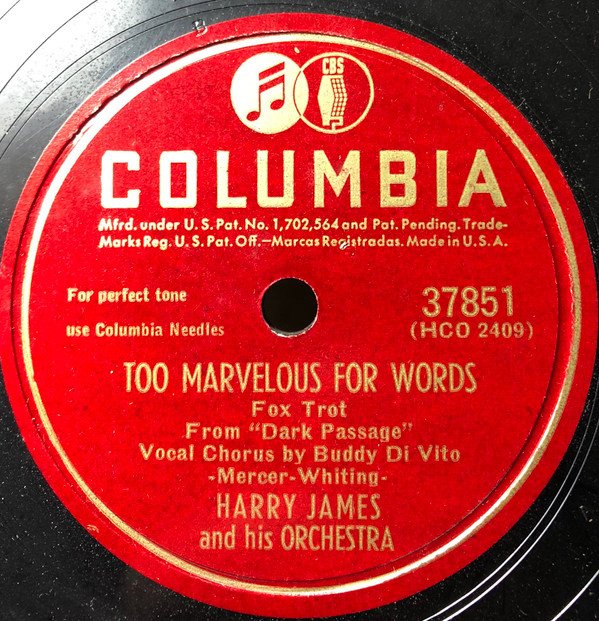 CBS
COLUMBIA
Mfrd. under U.S. Pat. No. 1,702,564 and Pat. Pending. Trade-
Marks Reg. U.S. Pat. Off.—Marcas Registradas. Made in U.S.A.
For perfect tone
use Columbia Needles
37851
(HCO 2409)
TOO MARVELOUS FOR WORDS
Fox Trot
From "Dark Passage"
Vocal Chorus by Buddy Di Vito
-Mercer-Whiting-
HARRY JAMES
and his ORCHESTRA